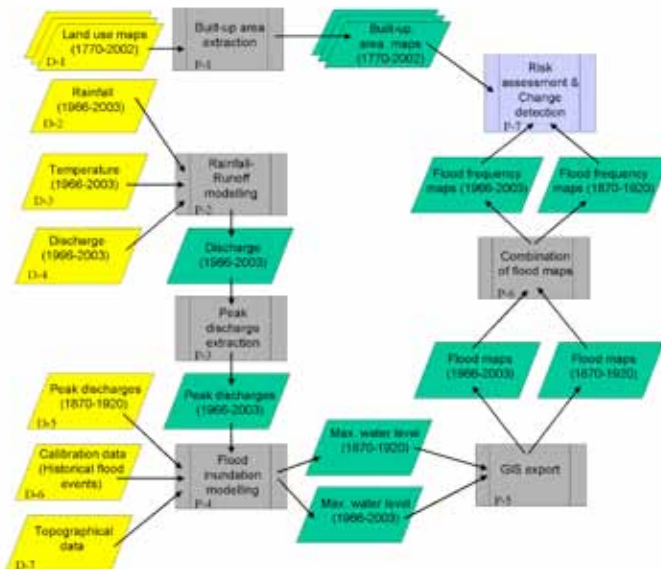 Land use maps
(1770-2002)
D-1
Built-up area
extraction
P-1
Built-up
area maps
(1770-2002)
Risk
assessment &
Change
detection
P-7
Rainfall
(1966-2003)
D-2
Temperature
(1966-2003)
D-3
Rainfall-
Runoff
modelling
P-2
Flood frequency
maps (1966-2003)
Flood frequency
maps (1870-1920)
Discharge
(1966-2003)
D-4
Discharge
(1966-2003)
Combination
of flood maps
P-6
Peak
discharge
extraction
P-3
Flood maps
(1966-2003)
Flood maps
(1870-1920)
Peak discharges
(1870-1920)
D-5
Peak discharges
(1966-2003)
Calibration data
(Historical flood
events)
D-6
Flood
inundation
modelling
P-4
Max. water level
(1870-1920)
Max. water level
(1966-2003)
GIS export
P-5
Topographical
data
D-7